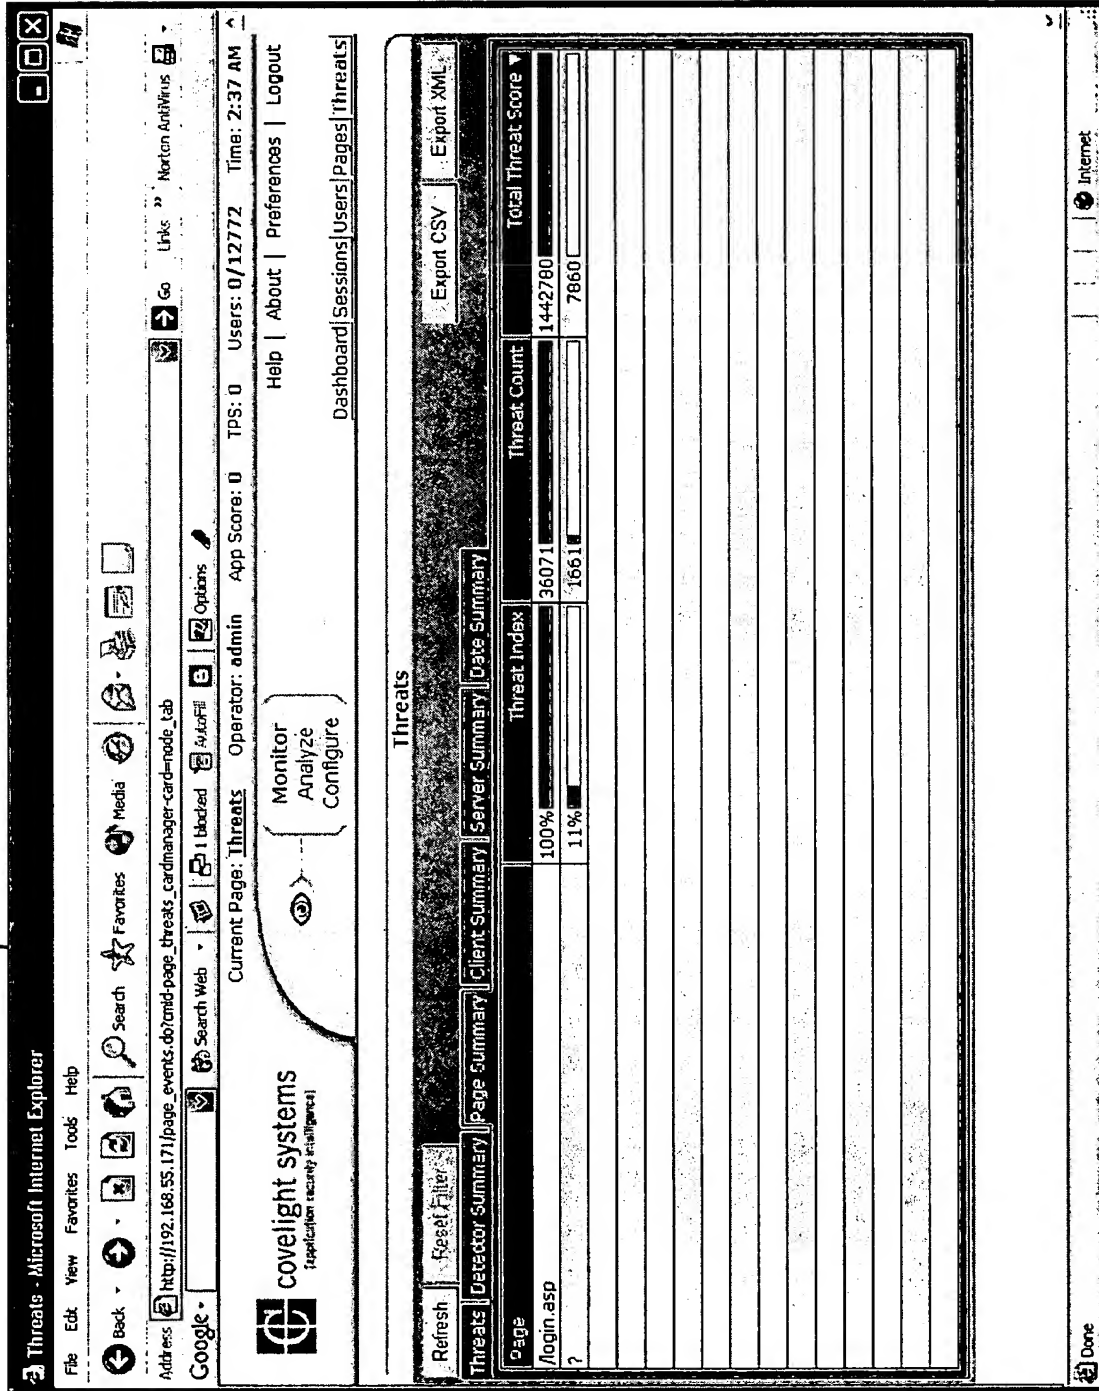 Threats - Microsoft Internet Explorer
File Edit View Favorites Tools Help
Back Search Favorites Media
Address http://192.168.55.171/page_events.do?cmd-page_threats_cardmanager-card=node_tab Go Links » Norton AntiVirus
Google Search Web 1 blocked AutoFill Options
Current Page: Threats Operator: admin App Score: 0 TPS: 0 Users: 0/12772 Time: 2:37 AM
covelight systems
[application security intelligence]
Monitor
Analyze
Configure
Help | About | Preferences | Logout
Dashboard|Sessions|Users|Pages|Threats
Threats
Refresh Reset Filter Export CSV Export XML
Threats Detector Summary Page Summary Client Summary Server Summary Date Summary
Page Threat Index Threat Count Total Threat Score ▼
/login.asp 100% 36071 1442780
? 11% 1661 7860
Done Internet